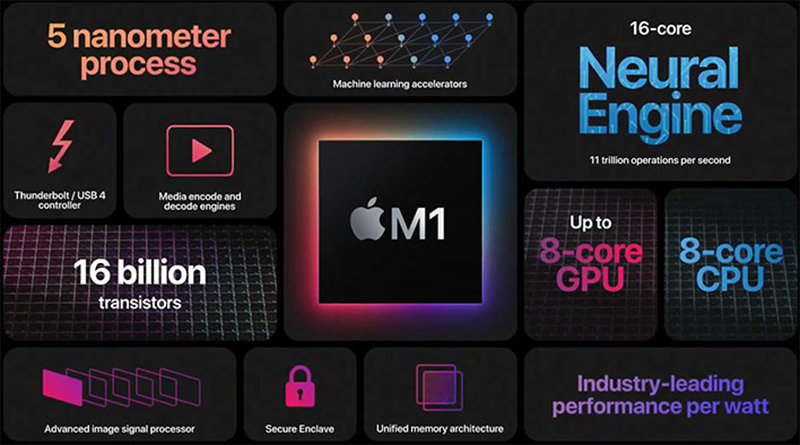 5 nanometer
process
Machine learning accelerators
16-core
Neural
Engine
11 trillion operations per second
Thunderbolt / USB 4
controller
Media encode and
decode engines
M1
Up to
8-core
GPU
8-core
CPU
16 billion
transistors
Advanced image signal processor
Secure Enclave
Unified memory architecture
Industry-leading
performance per watt